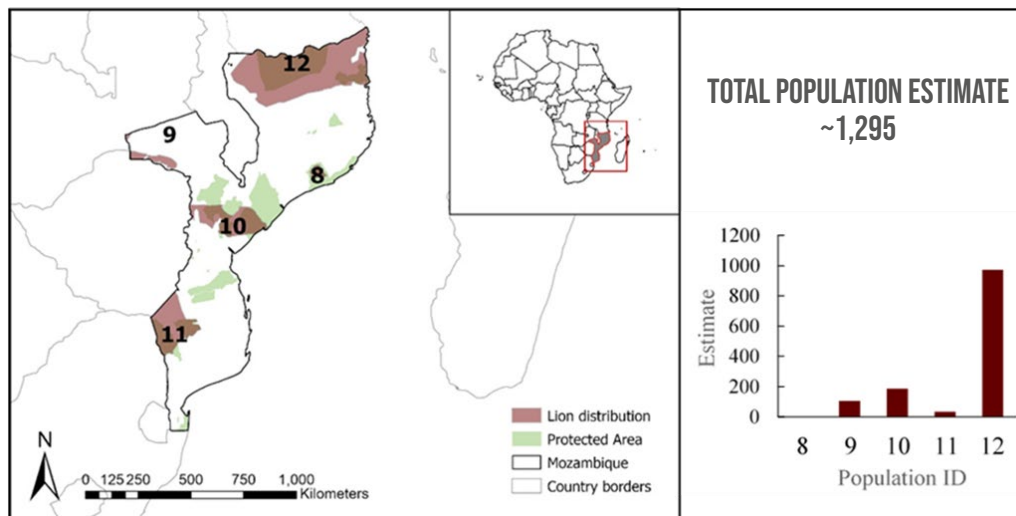 12
9
8
10
11
Lion distribution
Protected Area
Mozambique
Country borders
N
0 125 250 500 750 1,000
Kilometers
TOTAL POPULATION ESTIMATE
~1,295
1200
1000
800
600
400
200
0
Estimate
8 9 10 11 12
Population ID